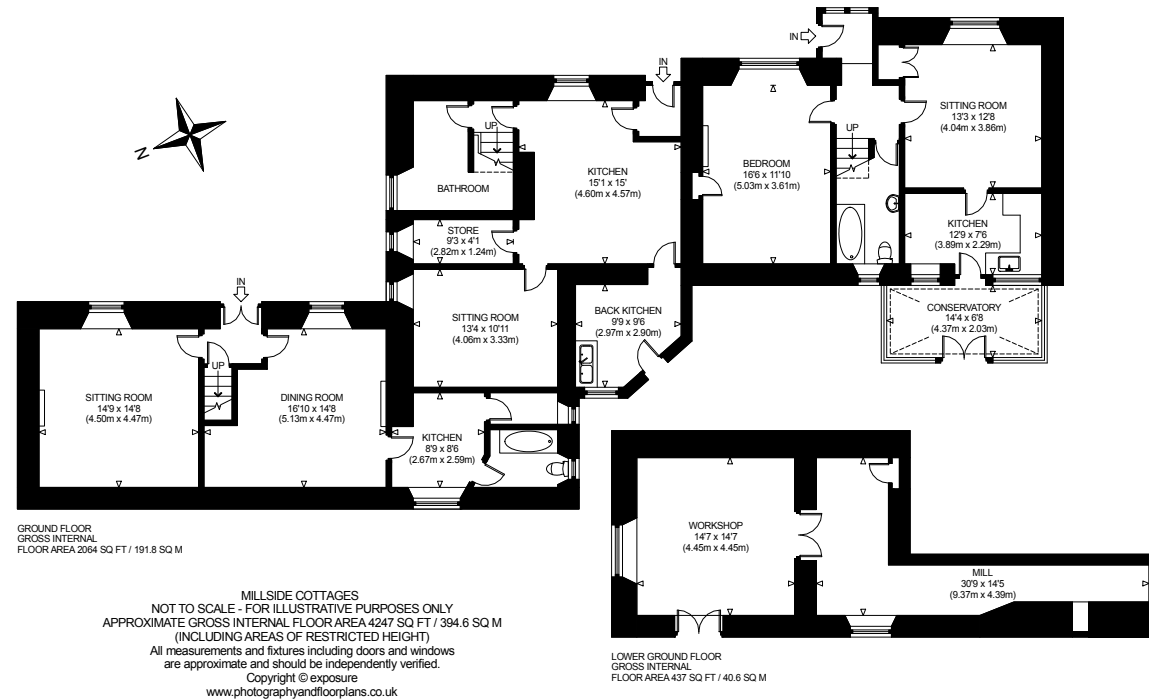 IN
SITTING ROOM
13'3 x 12'8
(4.04m x 3.86m)
IN
UP
BEDROOM
16'6 x 11'10
(5.03m x 3.61m)
UP
KITCHEN
15'1 x 15'
(4.60m x 4.57m)
BATHROOM
KITCHEN
12'9 x 7'6
(3.89m x 2.29m)
STORE
9'3 x 4'1
(2.82m x 1.24m)
N
IN
SITTING ROOM
13'4 x 10'11
(4.06m x 3.33m)
BACK KITCHEN
9'9 x 9'6
(2.97m x 2.90m)
CONSERVATORY
14'4 x 6'8
(4.37m x 2.03m)
UP
SITTING ROOM
14'9 x 14'8
(4.50m x 4.47m)
DINING ROOM
16'10 x 14'8
(5.13m x 4.47m)
KITCHEN
8'9 x 8'6
(2.67m x 2.59m)
GROUND FLOOR
GROSS INTERNAL
FLOOR AREA 2064 SQ FT / 191.8 SQ M
WORKSHOP
14'7 x 14'7
(4.45m x 4.45m)
MILL
30'9 x 14'5
(9.37m x 4.39m)
MILLSIDE COTTAGES
NOT TO SCALE - FOR ILLUSTRATIVE PURPOSES ONLY
APPROXIMATE GROSS INTERNAL FLOOR AREA 4247 SQ FT / 394.6 SQ M
(INCLUDING AREAS OF RESTRICTED HEIGHT)
All measurements and fixtures including doors and windows
are approximate and should be independently verified.
Copyright © exposure
www.photographyandfloorplans.co.uk
LOWER GROUND FLOOR
GROSS INTERNAL
FLOOR AREA 437 SQ FT / 40.6 SQ M